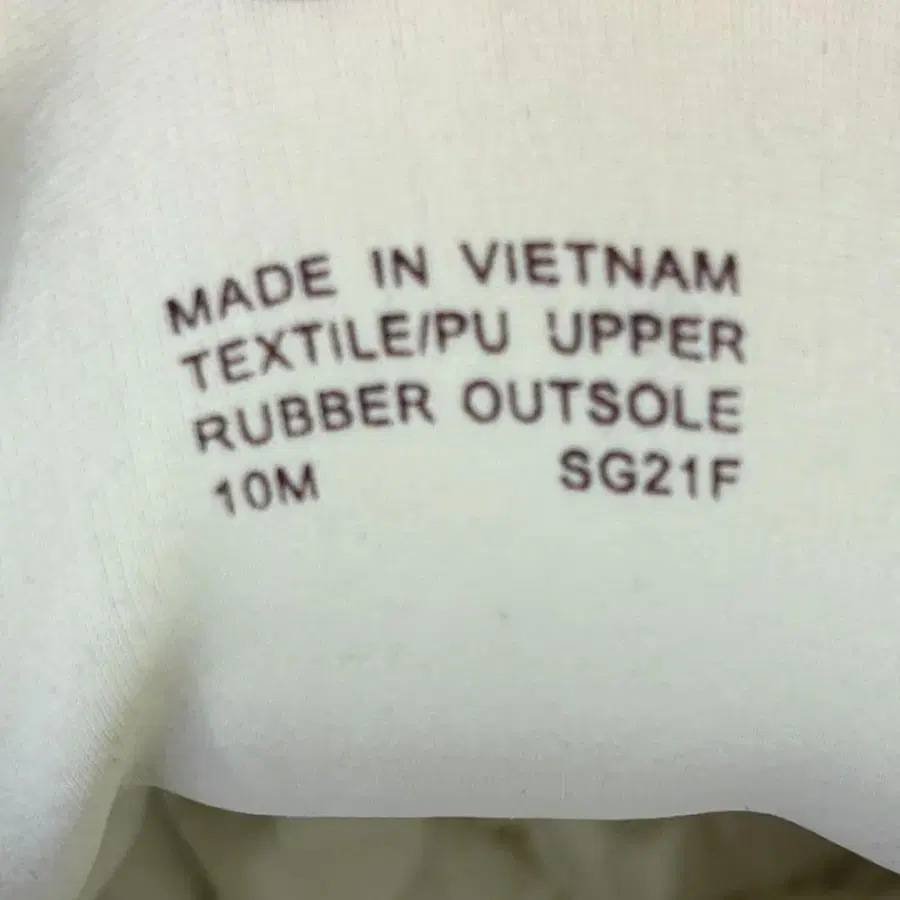 MADE IN VIETNAM
TEXTILE/PU UPPER
RUBBER OUTSOLE
10M SG21F